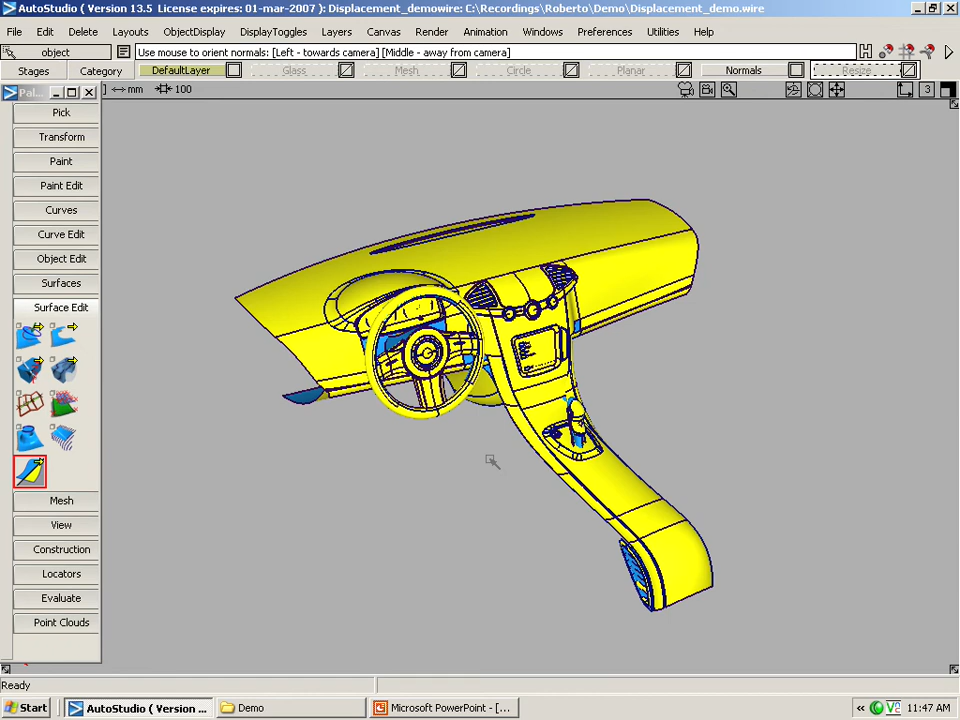 AutoStudio ( Version 13.5 License expires: 01-mar-2007 ): Displacement_demowire: C:/Recordings/Roberto/Demo/Displacement_demo.wire
File Edit Delete Layouts ObjectDisplay DisplayToggles Layers Canvas Render Animation Windows Preferences Utilities Help
object Use mouse to orient normals: [Left - towards camera] [Middle - away from camera]
Stages Category DefaultLayer Glass Mesh Circle Planar Normals Resize
Pal... mm 100 3
Pick
Transform
Paint
Paint Edit
Curves
Curve Edit
Object Edit
Surfaces
Surface Edit
Mesh
View
Construction
Locators
Evaluate
Point Clouds
Ready
Start AutoStudio ( Version ... Demo Microsoft PowerPoint - [... 11:47 AM